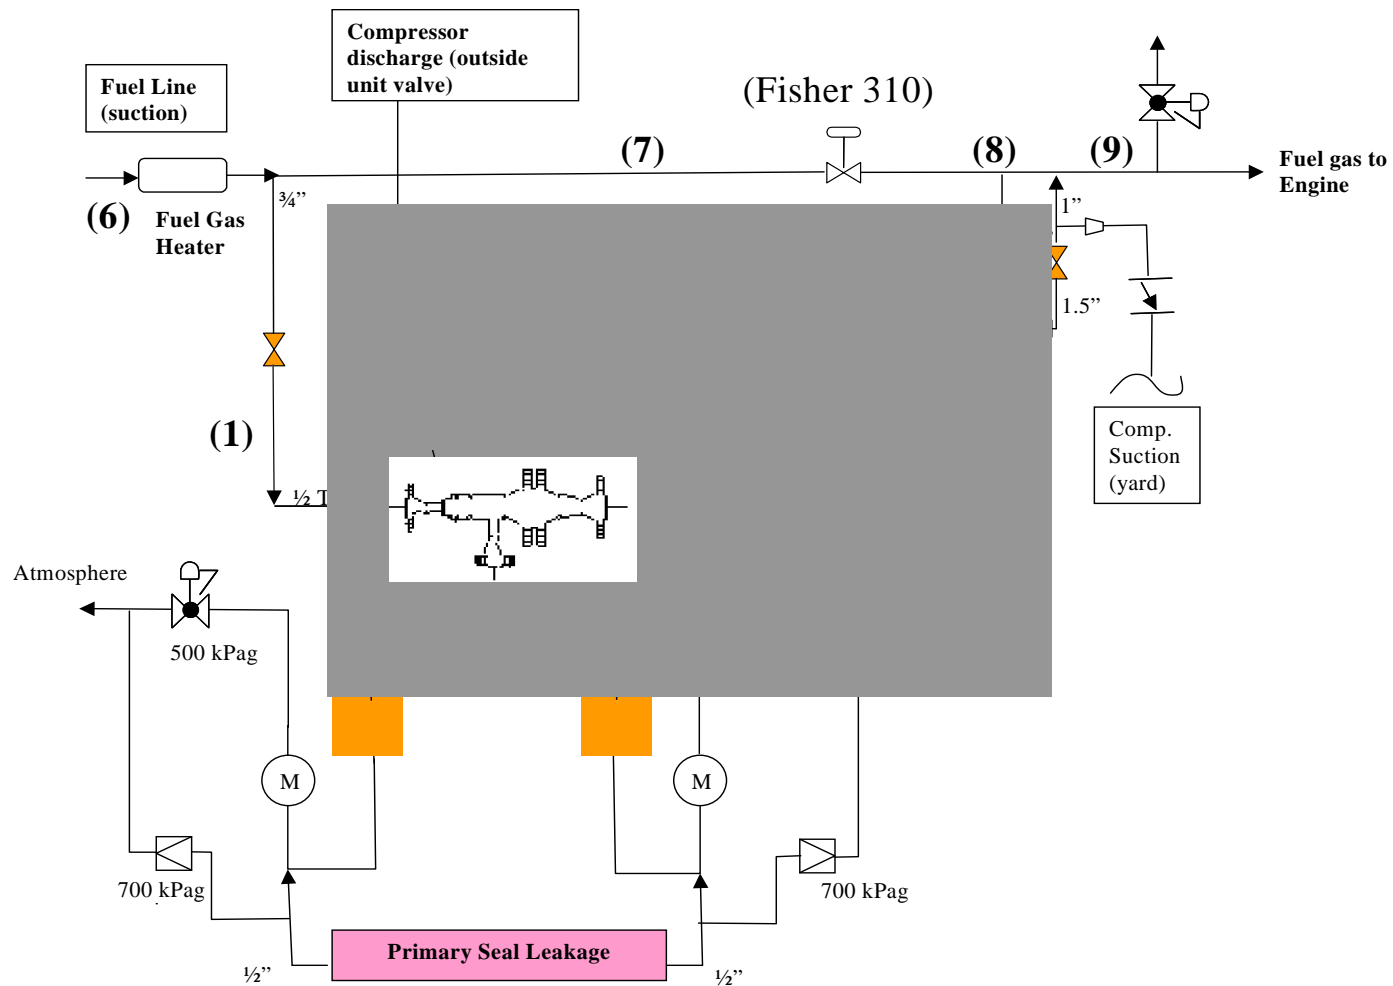 Compressor
discharge (outside
unit valve)
Fuel Line
(suction)
(Fisher 310)
(7)
(8)
(9)
Fuel gas to
Engine
(6)
Fuel Gas
Heater
¾”
1”
1.5”
(1)
½
Comp.
Suction
(yard)
Atmosphere
500 kPag
M
M
700 kPag
700 kPag
Primary Seal Leakage
½”
½”